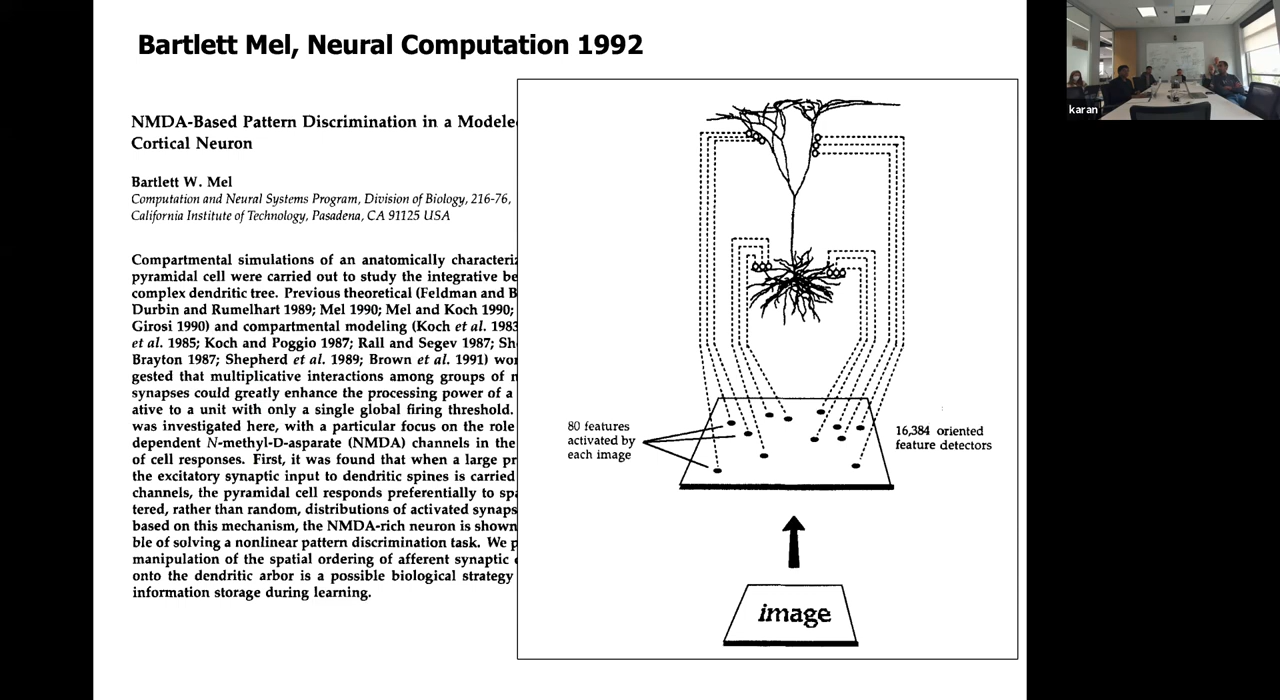 Bartlett Mel, Neural Computation 1992
NMDA-Based Pattern Discrimination in a Modele
Cortical Neuron
Bartlett W. Mel
Computation and Neural Systems Program, Division of Biology, 216-76,
California Institute of Technology, Pasadena, CA 91125 USA
Compartmental simulations of an anatomically characteriz
pyramidal cell were carried out to study the integrative be
complex dendritic tree. Previous theoretical (Feldman and B
Durbin and Rumelhart 1989; Mel 1990; Mel and Koch 1990;
Girosi 1990) and compartmental modeling (Koch et al. 1983
et al. 1985; Koch and Poggio 1987; Rall and Segev 1987; Sh
Brayton 1987; Shepherd et al. 1989; Brown et al. 1991) wor
gested that multiplicative interactions among groups of n
synapses could greatly enhance the processing power of a
ative to a unit with only a single global firing threshold.
was investigated here, with a particular focus on the role
dependent N-methyl-D-asparate (NMDA) channels in the
of cell responses. First, it was found that when a large pr
the excitatory synaptic input to dendritic spines is carried
channels, the pyramidal cell responds preferentially to spa
tered, rather than random, distributions of activated synaps
based on this mechanism, the NMDA-rich neuron is shown
ble of solving a nonlinear pattern discrimination task. We p
manipulation of the spatial ordering of afferent synaptic c
onto the dendritic arbor is a possible biological strategy
information storage during learning.
80 features
activated by
each image
16,384 oriented
feature detectors
image
karan